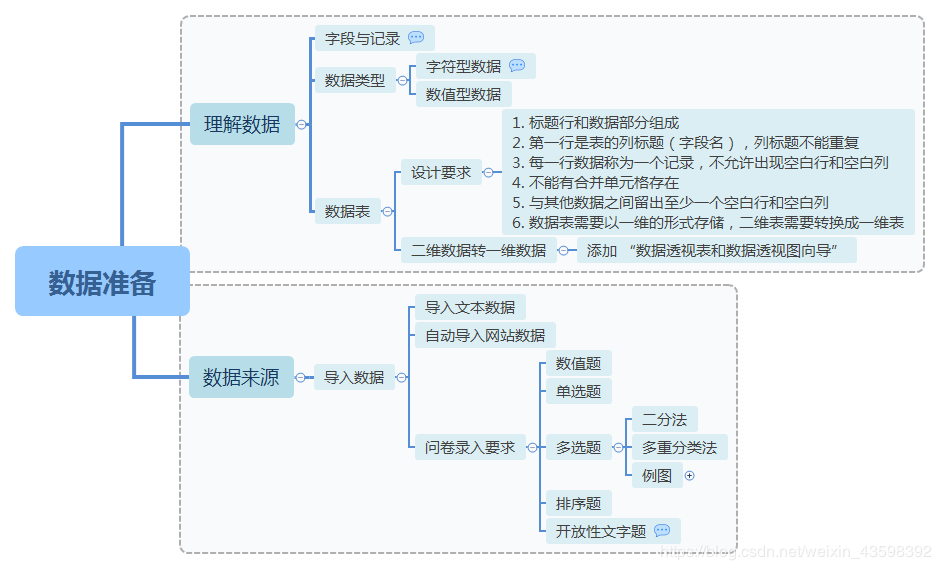 数据准备
理解数据
字段与记录
数据类型
字符型数据
数值型数据
数据表
设计要求
1. 标题行和数据部分组成
2. 第一行是表的列标题（字段名），列标题不能重复
3. 每一行数据称为一个记录，不允许出现空白行和空白列
4. 不能有合并单元格存在
5. 与其他数据之间留出至少一个空白行和空白列
6. 数据表需要以一维的形式存储，二维表需要转换成一维表
二维数据转一维数据
添加 “数据透视表和数据透视图向导”
数据来源
导入数据
导入文本数据
自动导入网站数据
问卷录入要求
数值题
单选题
多选题
二分法
多重分类法
例图
排序题
开放性文字题
https://blog.csdn.net/weixin_43598392